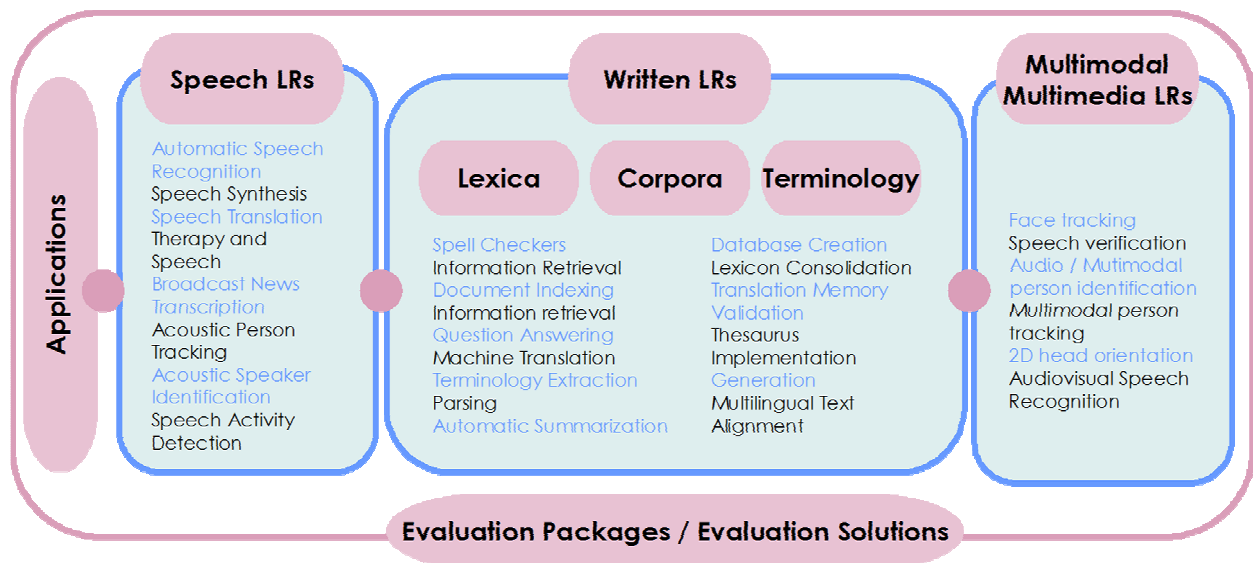 Speech LRs
Written LRs
Multimodal
Multimedia LRs
Applications
Automatic Speech
Recognition
Speech Synthesis
Speech Translation
Therapy and
Speech
Broadcast News
Transcription
Acoustic Person
Tracking
Acoustic Speaker
Identification
Speech Activity
Detection
Lexica
Corpora
Terminology
Spell Checkers
Information Retrieval
Document Indexing
Information retrieval
Question Answering
Machine Translation
Terminology Extraction
Parsing
Automatic Summarization
Database Creation
Lexicon Consolidation
Translation Memory
Validation
Thesaurus
Implementation
Generation
Multilingual Text
Alignment
Face tracking
Speech verification
Audio / Mutimodal
person identification
Multimodal person
tracking
2D head orientation
Audiovisual Speech
Recognition
Evaluation Packages / Evaluation Solutions